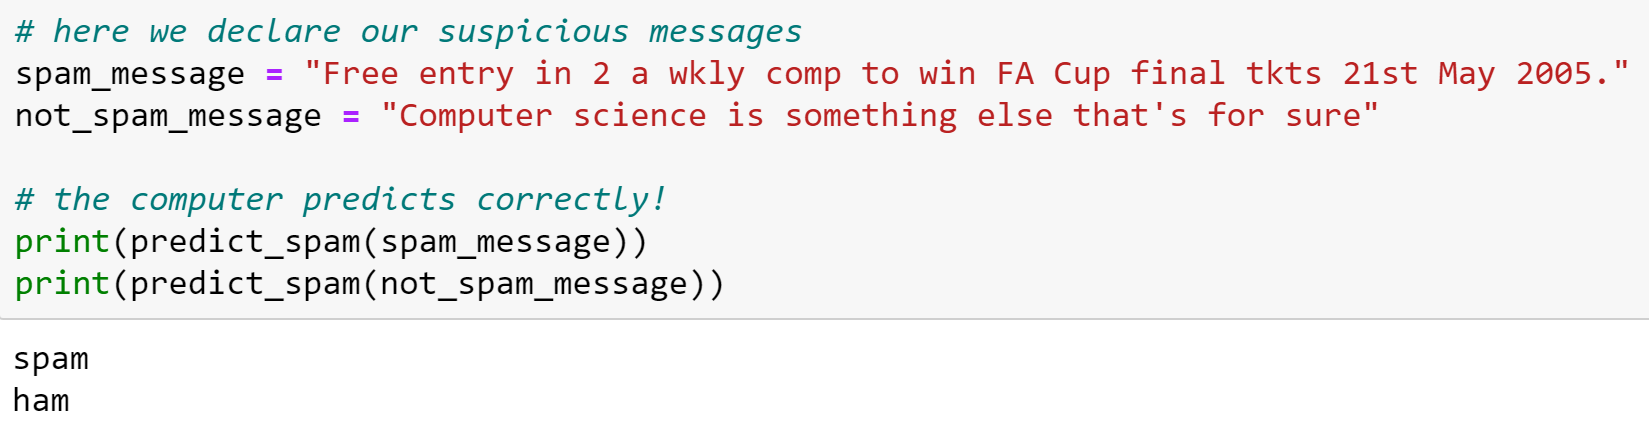 # here we declare our suspicious messages
spam_message = "Free entry in 2 a wkly comp to win FA Cup final tkts 21st May 2005."
not_spam_message = "Computer science is something else that's for sure"
# the computer predicts correctly!
print(predict_spam(spam_message))
print(predict_spam(not_spam_message))
spam
ham